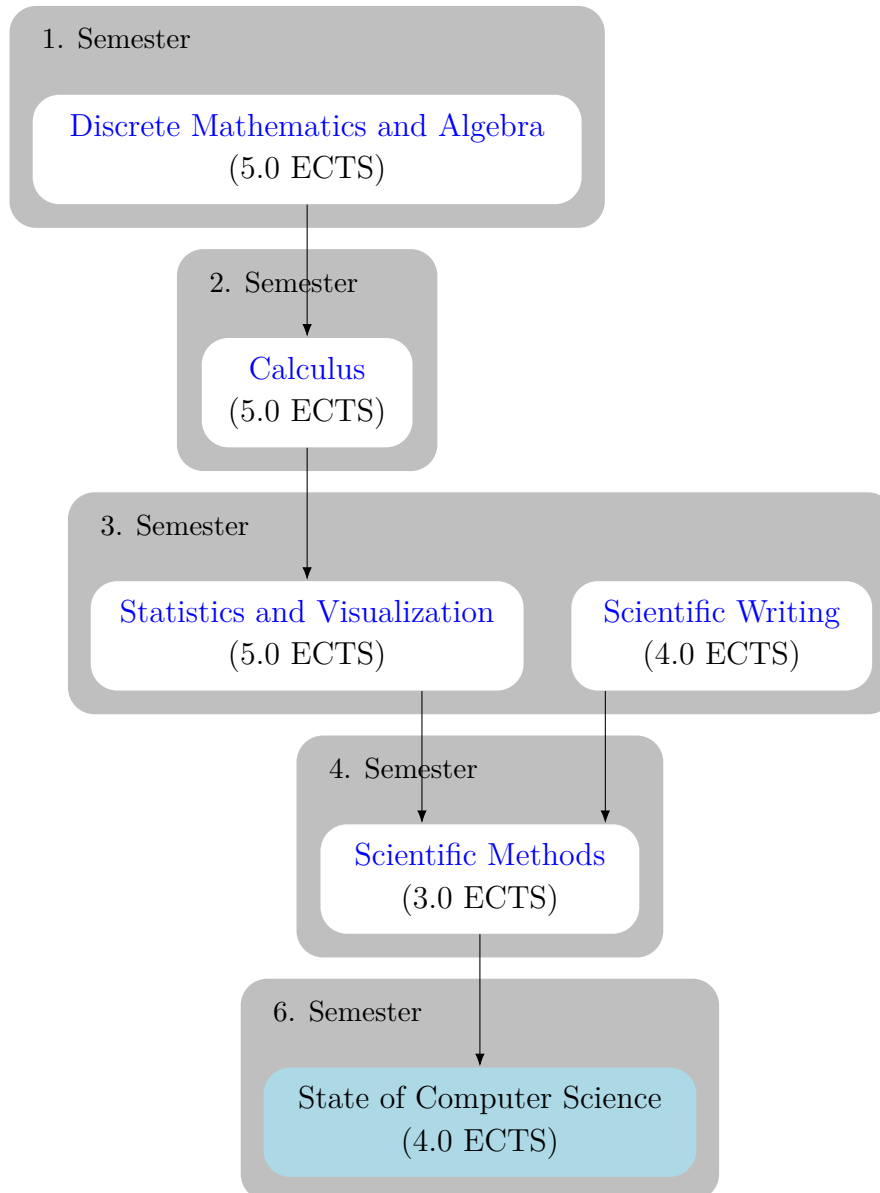 1. Semester
Discrete Mathematics and Algebra
(5.0 ECTS)
2. Semester
Calculus
(5.0 ECTS)
3. Semester
Statistics and Visualization
(5.0 ECTS)
Scientific Writing
(4.0 ECTS)
4. Semester
Scientific Methods
(3.0 ECTS)
6. Semester
State of Computer Science
(4.0 ECTS)